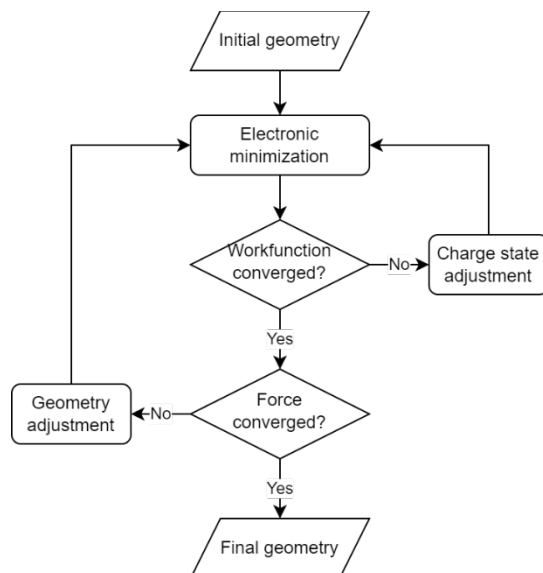 Initial geometry
Electronic
minimization
Workfunction
converged?
No
Charge state
adjustment
Yes
Geometry
adjustment
No
Force
converged?
Yes
Final geometry